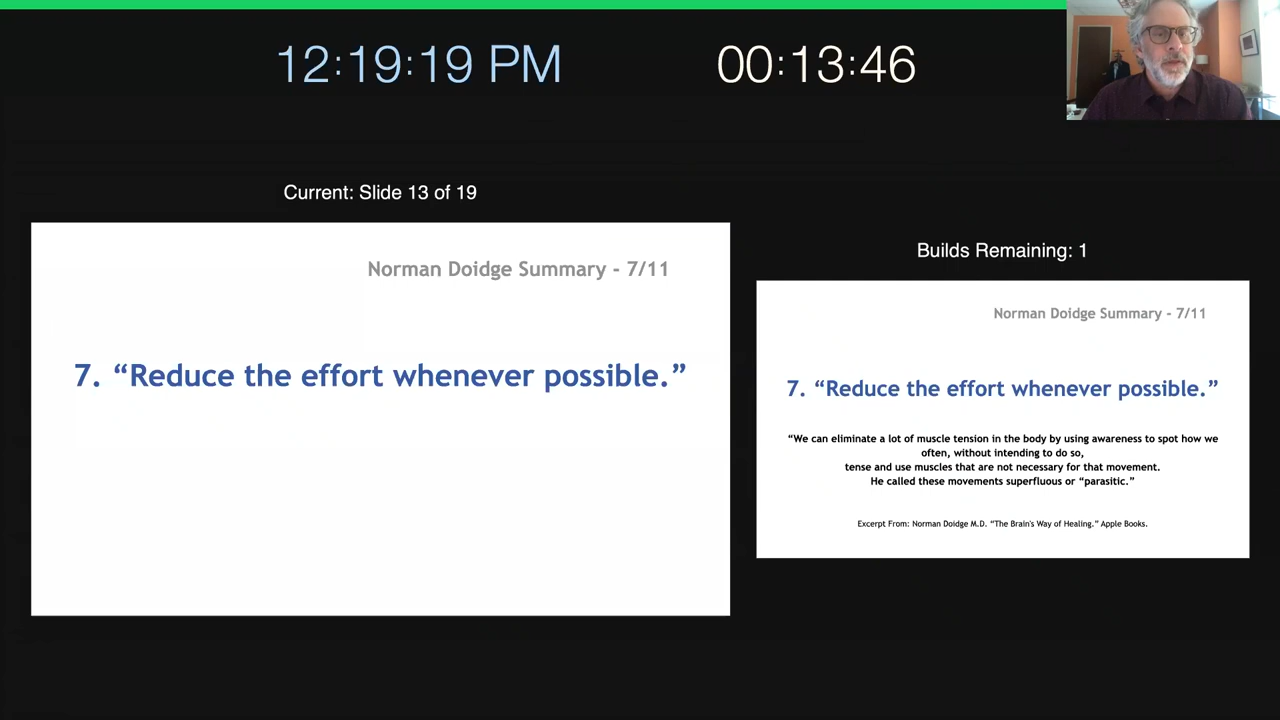 12:19:19 PM
00:13:46
Current: Slide 13 of 19
Norman Doidge Summary - 7/11
7. “Reduce the effort whenever possible.”
Builds Remaining: 1
Norman Doidge Summary - 7/11
7. “Reduce the effort whenever possible.”
“We can eliminate a lot of muscle tension in the body by using awareness to spot how we
often, without intending to do so,
tense and use muscles that are not necessary for that movement.
He called these movements superfluous or “parasitic.”
Excerpt From: Norman Doidge M.D. “The Brain's Way of Healing.” Apple Books.